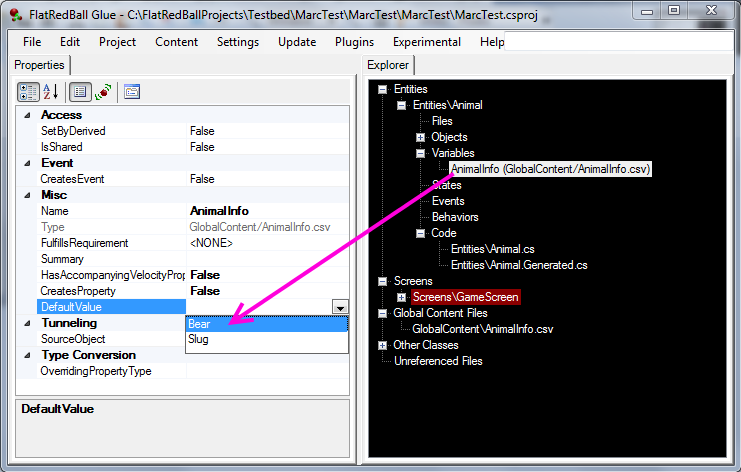 FlatRedBall Glue - C:\FlatRedBallProjects\Testbed\MarcTest\MarcTest\MarcTest\MarcTest.csproj
File Edit Project Content Settings Update Plugins Experimental Help
Properties
Access
SetByDerived False
IsShared False
Event
CreatesEvent False
Misc
Name AnimalInfo
Type GlobalContent/AnimalInfo.csv
FulfillsRequirement <NONE>
Summary
HasAccompanyingVelocityProp False
CreatesProperty False
DefaultValue
Bear
Slug
Tunneling
SourceObject
Type Conversion
OverridingPropertyType
DefaultValue
Explorer
Entities
Entities\Animal
Files
Objects
Variables
AnimalInfo (GlobalContent/AnimalInfo.csv)
States
Events
Behaviors
Code
Entities\Animal.cs
Entities\Animal.Generated.cs
Screens
Screens\GameScreen
Global Content Files
GlobalContent\AnimalInfo.csv
Other Classes
Unreferenced Files